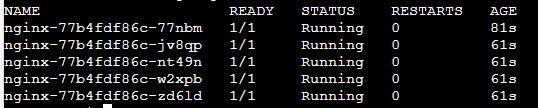 NAME READY STATUS RESTARTS AGE
nginx-77b4fdf86c-77nbm 1/1 Running 0 81s
nginx-77b4fdf86c-jv8qp 1/1 Running 0 61s
nginx-77b4fdf86c-nt49n 1/1 Running 0 61s
nginx-77b4fdf86c-w2xpb 1/1 Running 0 61s
nginx-77b4fdf86c-zd6ld 1/1 Running 0 61s